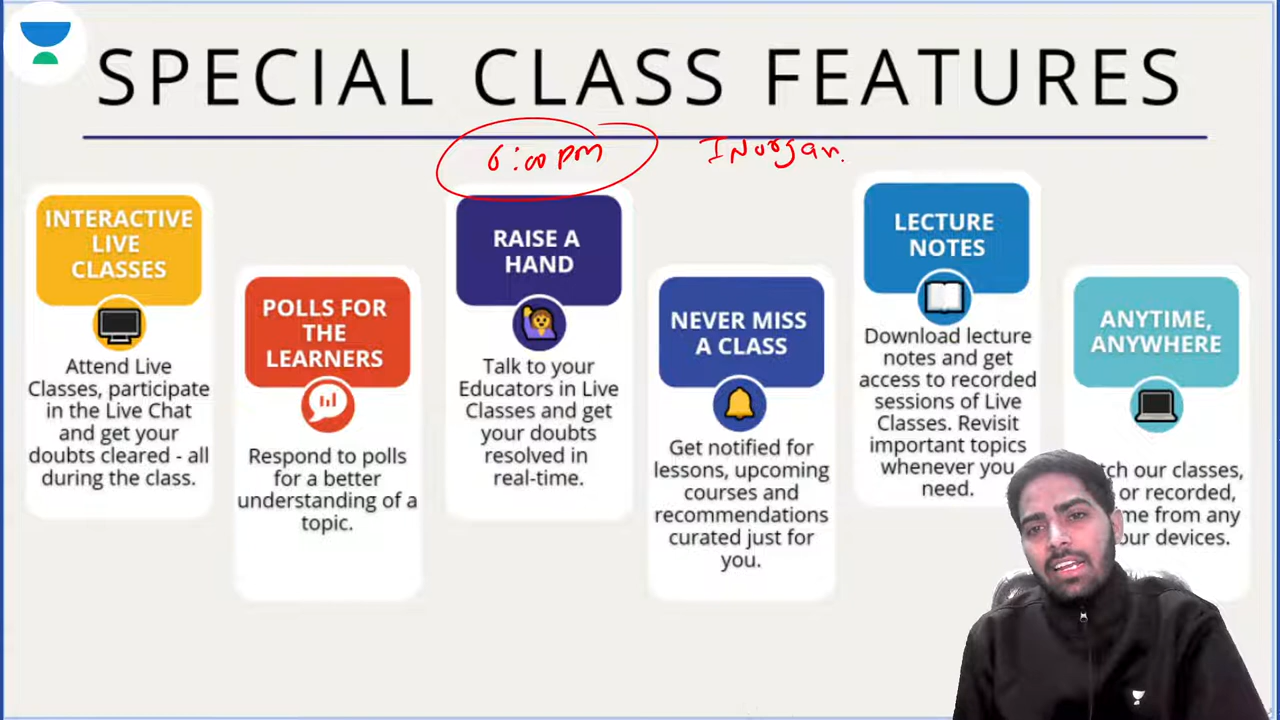 SPECIAL CLASS FEATURES
6:00 pm
INorgan.
INTERACTIVE
LIVE
CLASSES
Attend Live
Classes, participate
in the Live Chat
and get your
doubts cleared - all
during the class.
POLLS FOR
THE
LEARNERS
Respond to polls
for a better
understanding of a
topic.
RAISE A
HAND
Talk to your
Educators in Live
Classes and get
your doubts
resolved in
real-time.
NEVER MISS
A CLASS
Get notified for
lessons, upcoming
courses and
recommendations
curated just for
you.
LECTURE
NOTES
Download lecture
notes and get
access to recorded
sessions of Live
Classes. Revisit
important topics
whenever you
need.
ANYTIME,
ANYWHERE
our classes,
or recorded,
from any
devices.